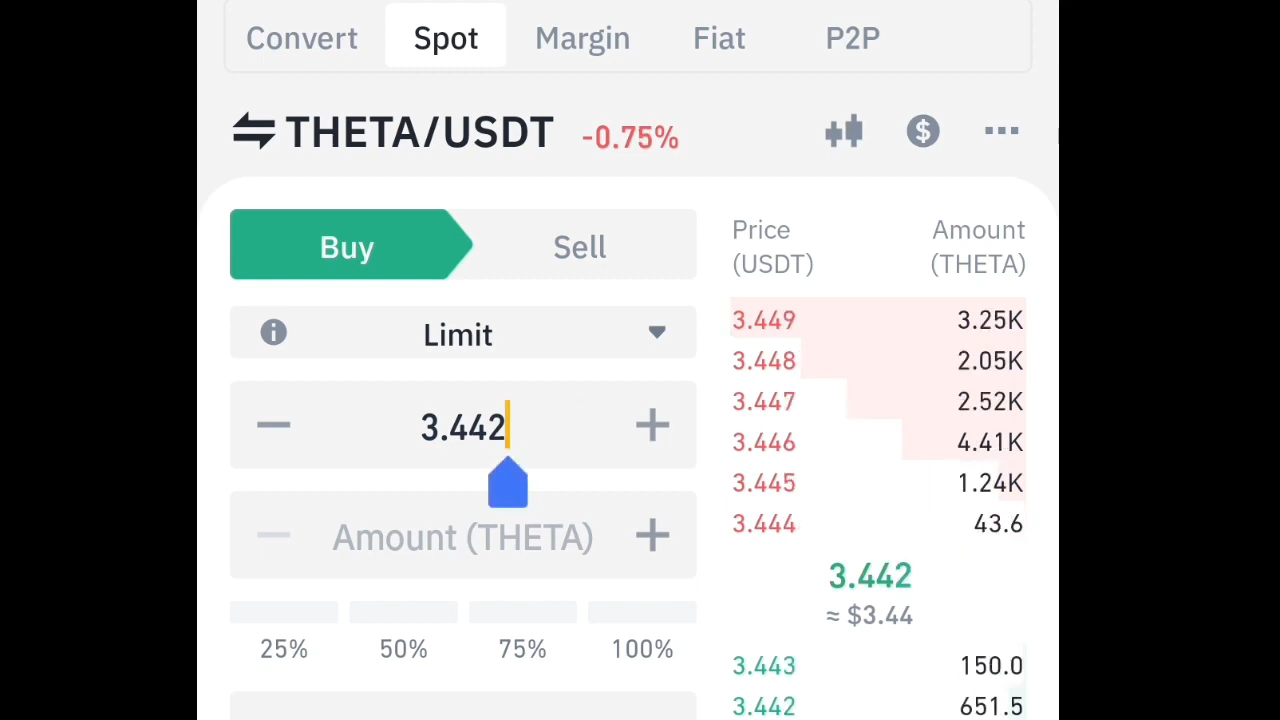 Convert Spot Margin Fiat P2P
THETA/USDT -0.75%
Buy Sell
Limit
3.442
Amount (THETA)
25% 50% 75% 100%
Price Amount
(USDT) (THETA)
3.449 3.25K
3.448 2.05K
3.447 2.52K
3.446 4.41K
3.445 1.24K
3.444 43.6
3.442
≈ $3.44
3.443 150.0
3.442 651.5